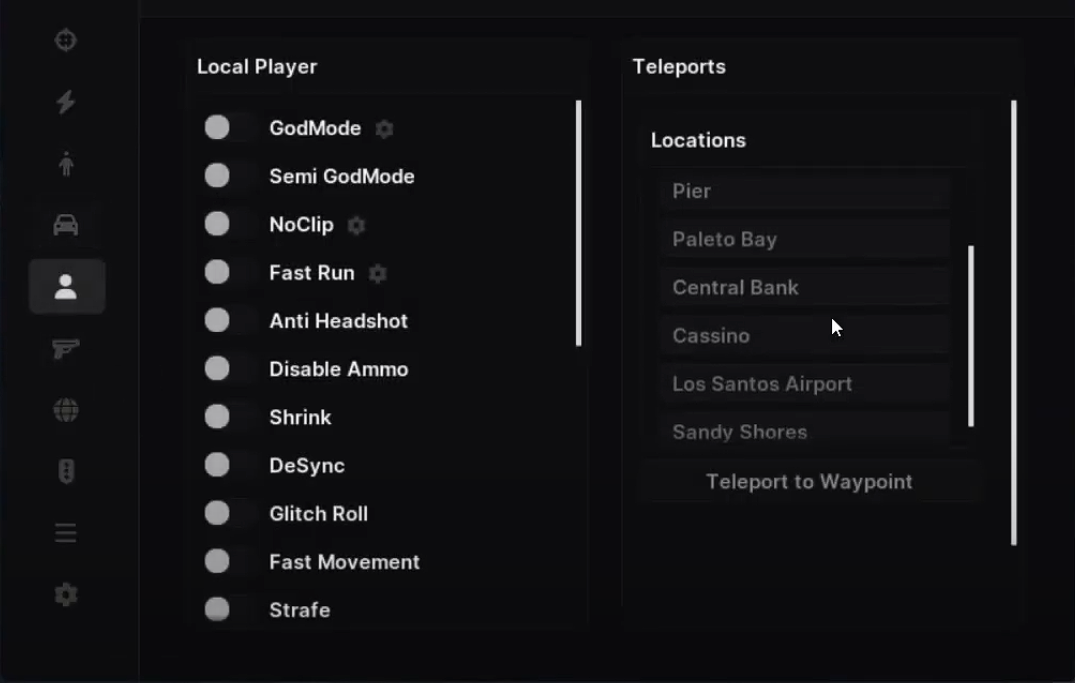 Local Player
GodMode
Semi GodMode
NoClip
Fast Run
Anti Headshot
Disable Ammo
Shrink
DeSync
Glitch Roll
Fast Movement
Strafe
Teleports
Locations
Pier
Paleto Bay
Central Bank
Cassino
Los Santos Airport
Sandy Shores
Teleport to Waypoint